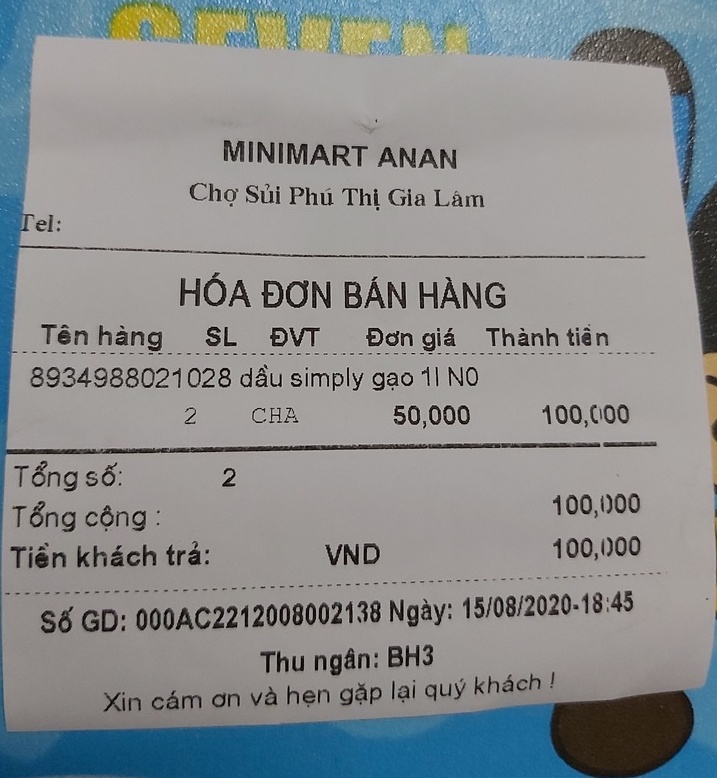 SEVEN
MINIMART ANAN
Chợ Sủi Phú Thị Gia Lâm
Tel:
HÓA ĐƠN BÁN HÀNG
Tên hàng SL ĐVT Đơn giá Thành tiền
8934988021028 dầu simply gạo 1l N0
2 CHA 50,000 100,000
Tổng số: 2
Tổng cộng : 100,000
Tiền khách trả: VND 100,000
Số GD: 000AC2212008002138 Ngày: 15/08/2020-18:45
Thu ngân: BH3
Xin cám ơn và hẹn gặp lại quý khách !